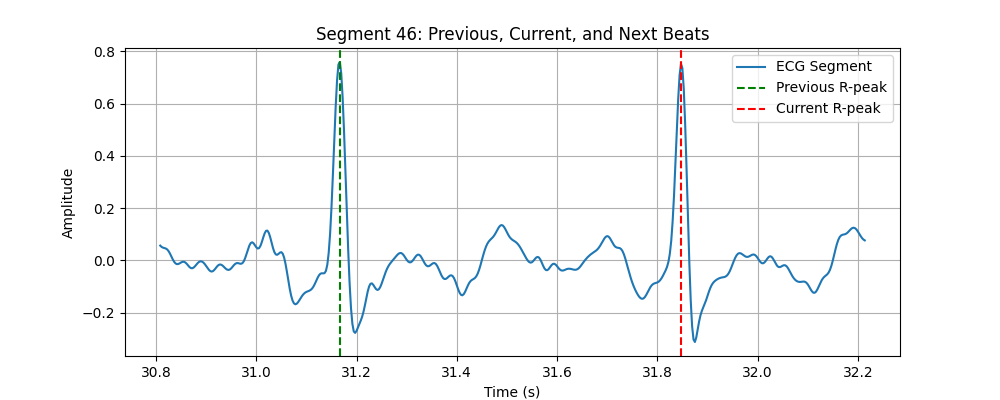 Segment 46: Previous, Current, and Next Beats
0.8
0.6
0.4
0.2
0.0
−0.2
Amplitude
ECG Segment
Previous R-peak
Current R-peak
30.8 31.0 31.2 31.4 31.6 31.8 32.0 32.2
Time (s)